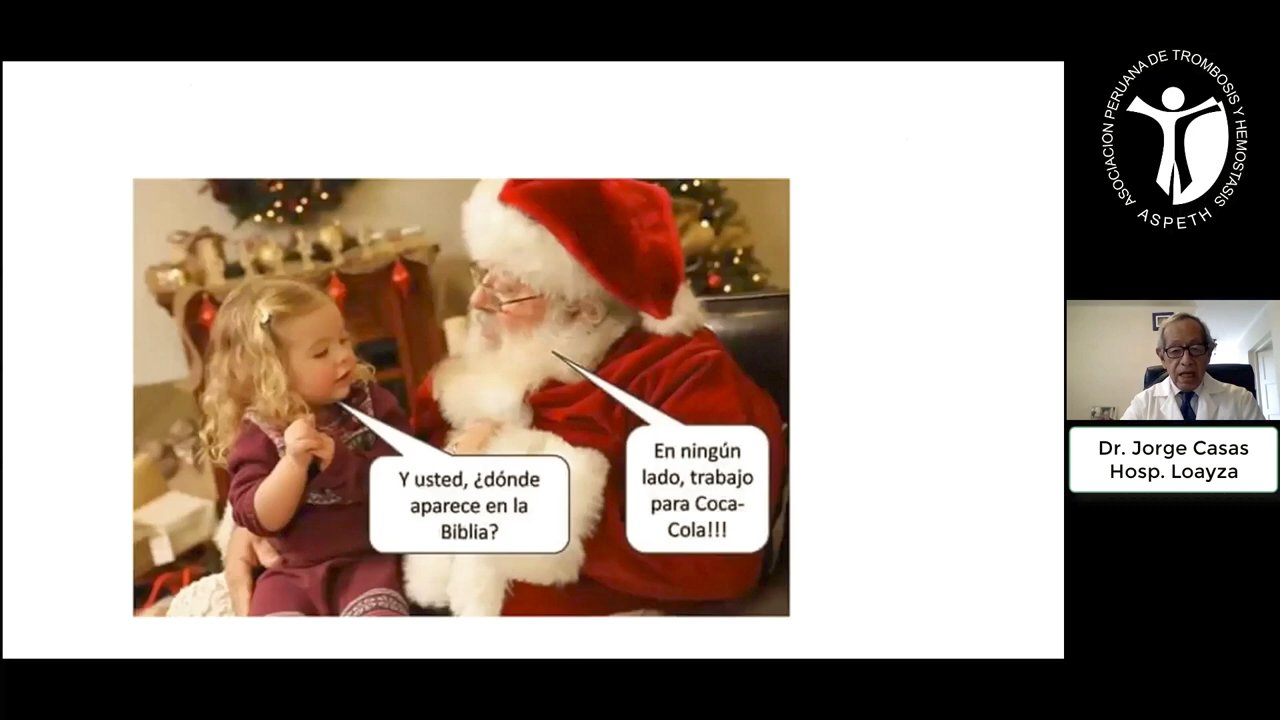 Y usted, ¿dónde
aparece en la
Biblia?
En ningún
lado, trabajo
para Coca-
Cola!!!
ASOCIACION PERUANA DE TROMBOSIS Y HEMOSTASIS
ASPETH
Dr. Jorge Casas
Hosp. Loayza